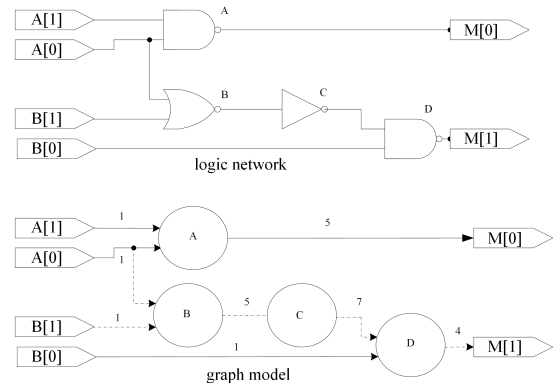 A[1]
A[0]
A
M[0]
B
C
D
B[1]
B[0]
M[1]
logic network
A[1]
1
A
5
M[0]
A[0]
1
B[1]
1
B
5
C
7
D
4
M[1]
B[0]
1
graph model